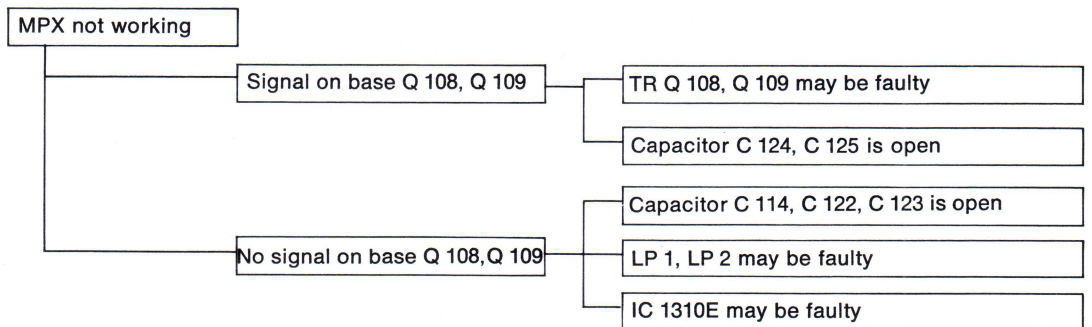 MPX not working
Signal on base Q 108, Q 109
TR Q 108, Q 109 may be faulty
Capacitor C 124, C 125 is open
Capacitor C 114, C 122, C 123 is open
No signal on base Q 108, Q 109
LP 1, LP 2 may be faulty
IC 1310E may be faulty